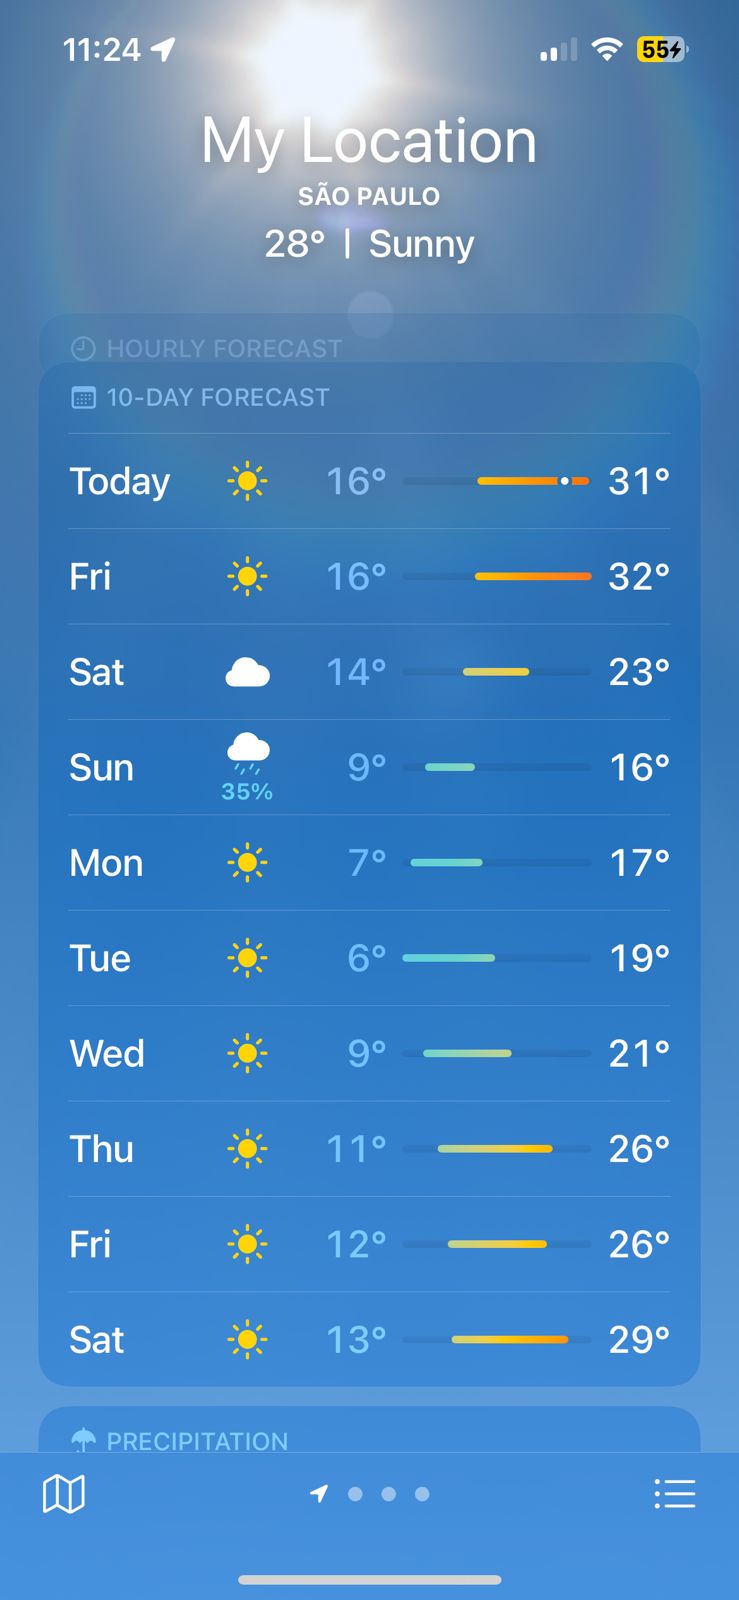 11:24
55
My Location
SÃO PAULO
28° | Sunny
HOURLY FORECAST
10-DAY FORECAST
Today 16° 31°
Fri 16° 32°
Sat 14° 23°
Sun 35% 9° 16°
Mon 7° 17°
Tue 6° 19°
Wed 9° 21°
Thu 11° 26°
Fri 12° 26°
Sat 13° 29°
PRECIPITATION